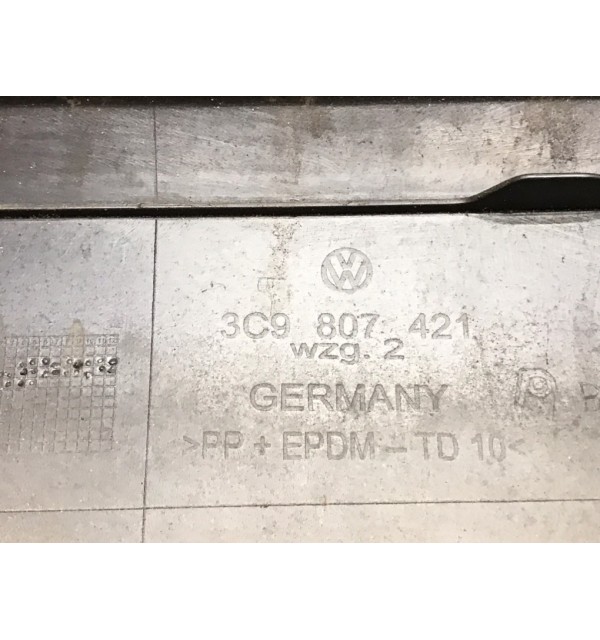 3C9 807 421
wzg. 2
GERMANY
>PP + EPDM – TD 10<